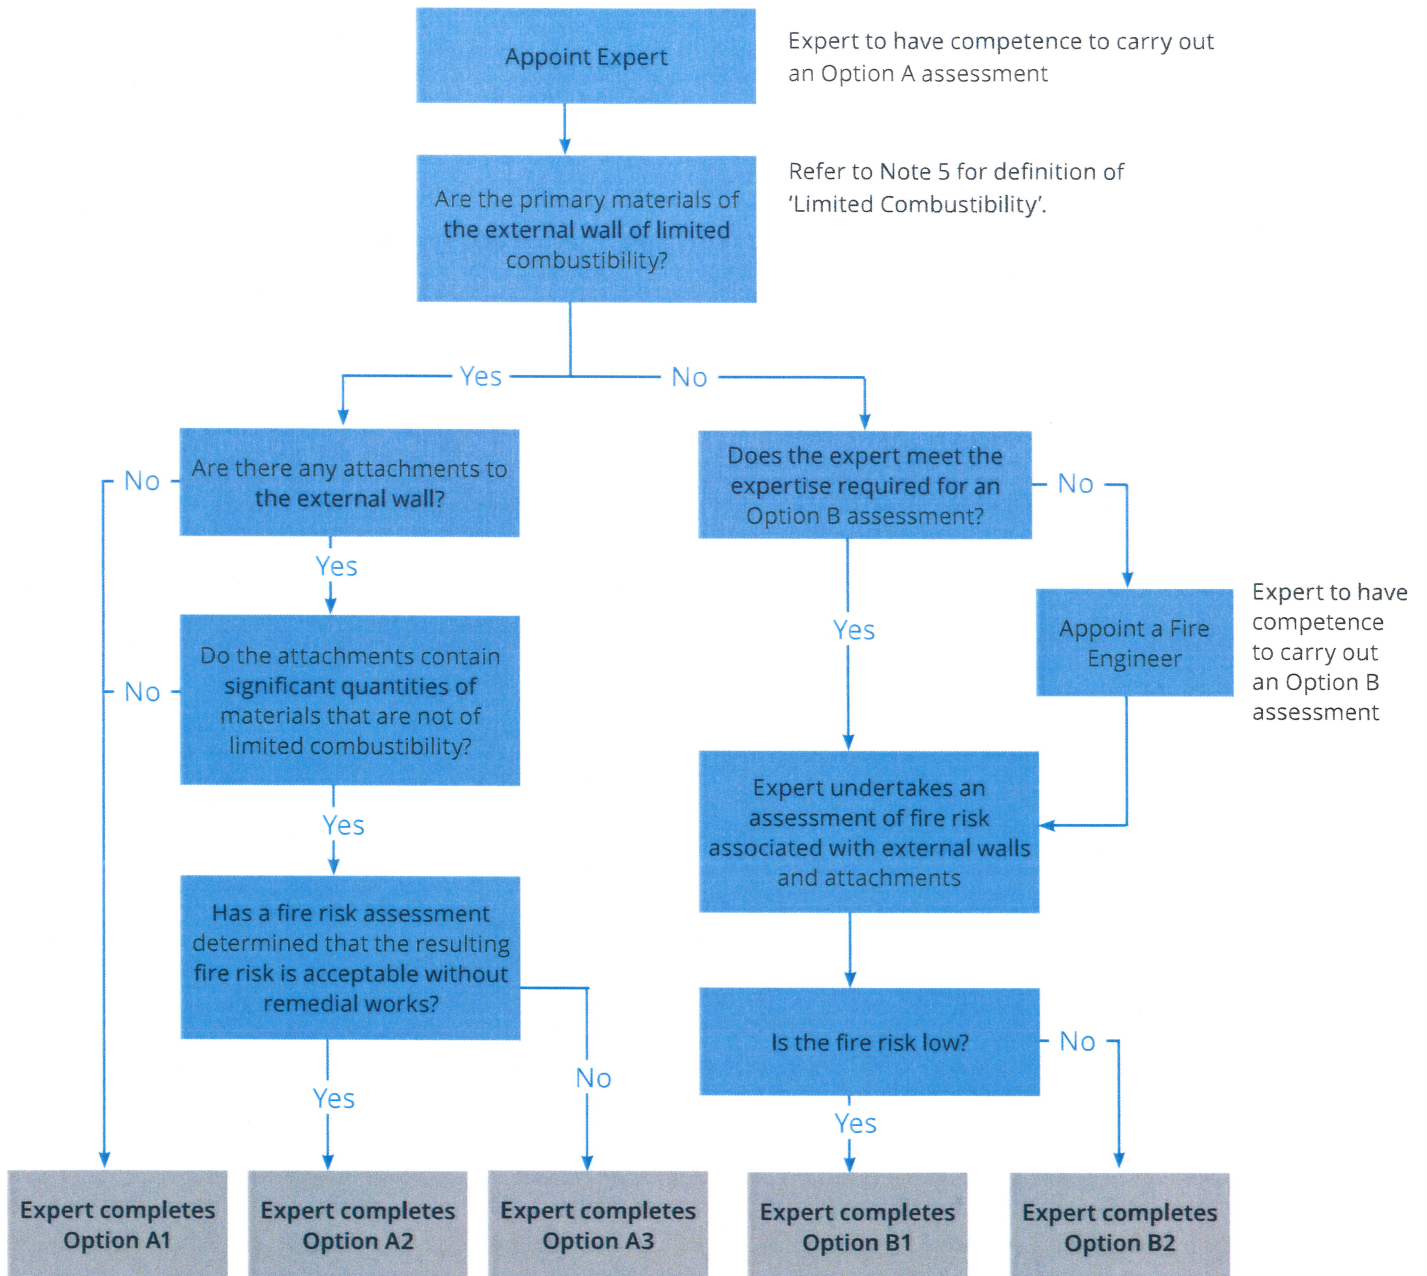 Appoint Expert
Expert to have competence to carry out
an Option A assessment
Are the primary materials of
the external wall of limited
combustibility?
Refer to Note 5 for definition of
‘Limited Combustibility’.
Yes
No
Are there any attachments to
the external wall?
No
Yes
Does the expert meet the
expertise required for an
Option B assessment?
No
Yes
Do the attachments contain
significant quantities of
materials that are not of
limited combustibility?
No
Yes
Appoint a Fire
Engineer
Expert to have
competence
to carry out
an Option B
assessment
Expert undertakes an
assessment of fire risk
associated with external walls
and attachments
Has a fire risk assessment
determined that the resulting
fire risk is acceptable without
remedial works?
Yes
No
Is the fire risk low?
No
Yes
Expert completes
Option A1
Expert completes
Option A2
Expert completes
Option A3
Expert completes
Option B1
Expert completes
Option B2